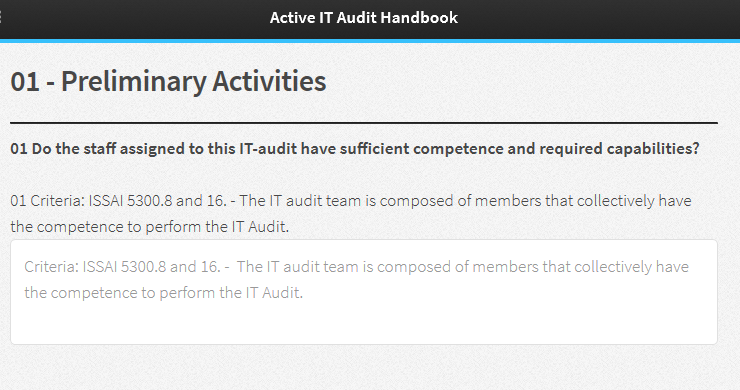 Active IT Audit Handbook
01 - Preliminary Activities
01 Do the staff assigned to this IT-audit have sufficient competence and required capabilities?
01 Criteria: ISSAI 5300.8 and 16. - The IT audit team is composed of members that collectively have
the competence to perform the IT Audit.
Criteria: ISSAI 5300.8 and 16. -  The IT audit team is composed of members that collectively have
the competence to perform the IT Audit.